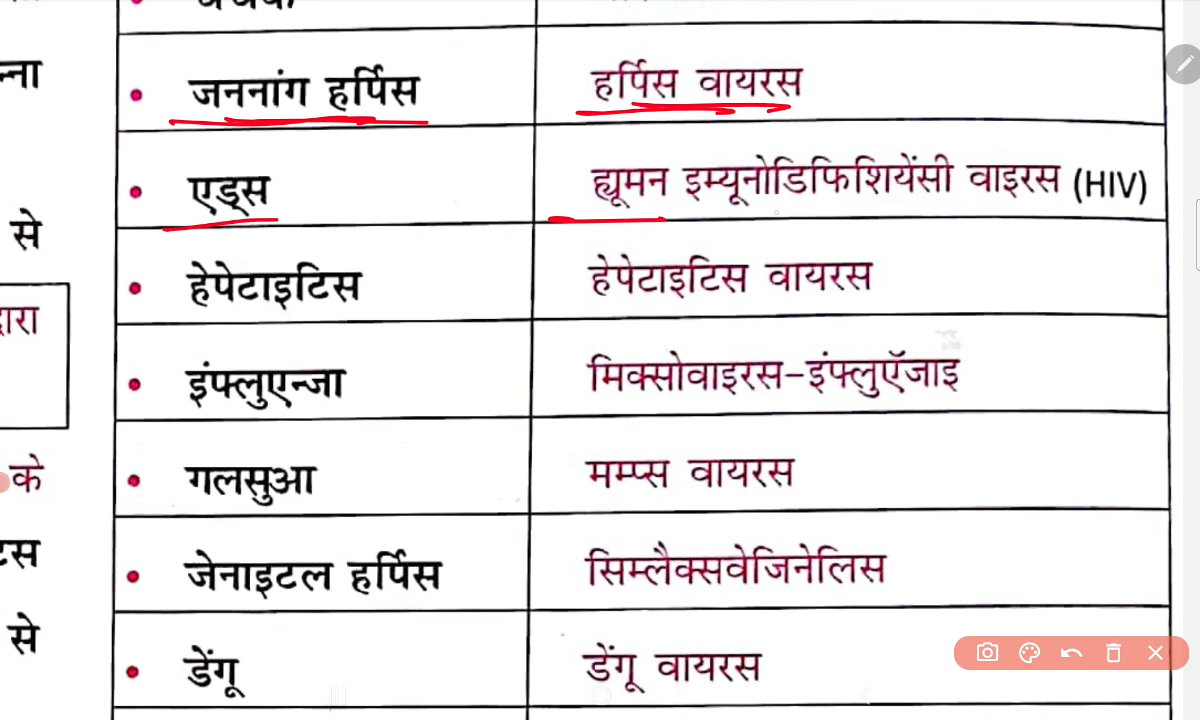 न्ना
से
के
से
• जननांग हर्पिस हर्पिस वायरस
• एड्स ह्यूमन इम्यूनोडिफिशियेंसी वाइरस (HIV)
• हेपेटाइटिस हेपेटाइटिस वायरस
• इंफ्लुएन्जा मिक्सोवाइरस–इंफ्लुएॅजाइ
• गलसुआ मम्प्स वायरस
• जेनाइटल हर्पिस सिम्लैक्सवेजिनेलिस
• डेंगू डेंगू वायरस